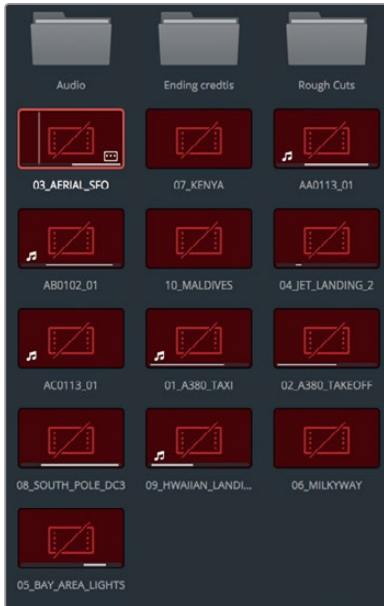 Audio
Ending credtis
Rough Cuts
03_AERIAL_SFO
07_KENYA
AA0113_01
AB0102_01
10_MALDIVES
04_JET_LANDING_2
AC0113_01
01_A380_TAXI
02_A380_TAKEOFF
08_SOUTH_POLE_DC3
09_HWAIIAN_LANDI...
06_MILKYWAY
05_BAY_AREA_LIGHTS